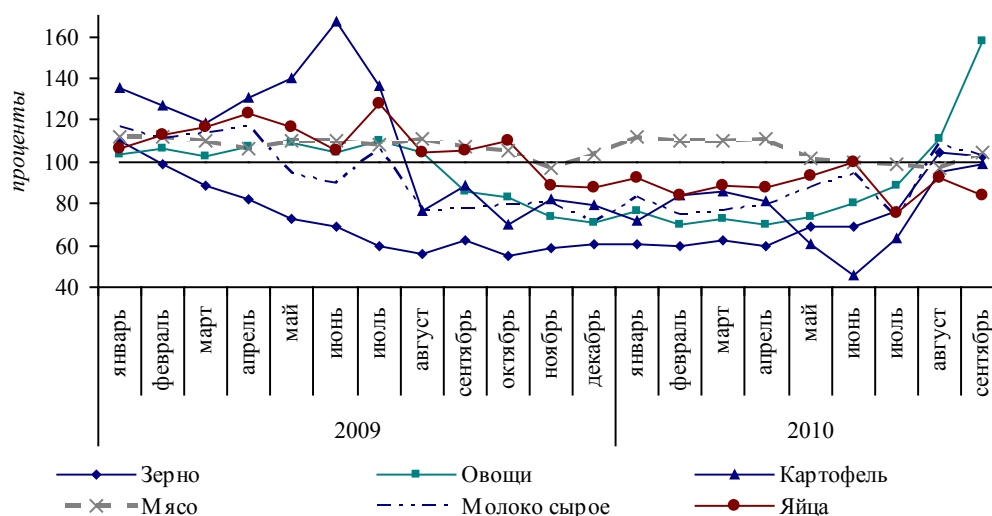 проценты
160
140
120
100
80
60
40
январь
февраль
март
апрель
май
июнь
июль
август
сентябрь
октябрь
ноябрь
декабрь
январь
февраль
март
апрель
май
июнь
июль
август
сентябрь
2009 2010
Зерно Овощи Картофель
Мясо Молоко сырое Яйца